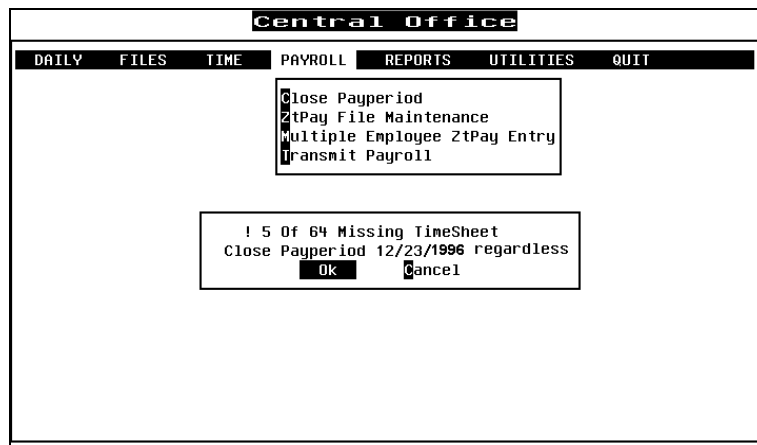 Central Office
DAILY FILES TIME PAYROLL REPORTS UTILITIES QUIT
Close Payperiod
ZtPay File Maintenance
Multiple Employee ZtPay Entry
Transmit Payroll
! 5 Of 64 Missing TimeSheet
Close Payperiod 12/23/1996 regardless
Ok Cancel